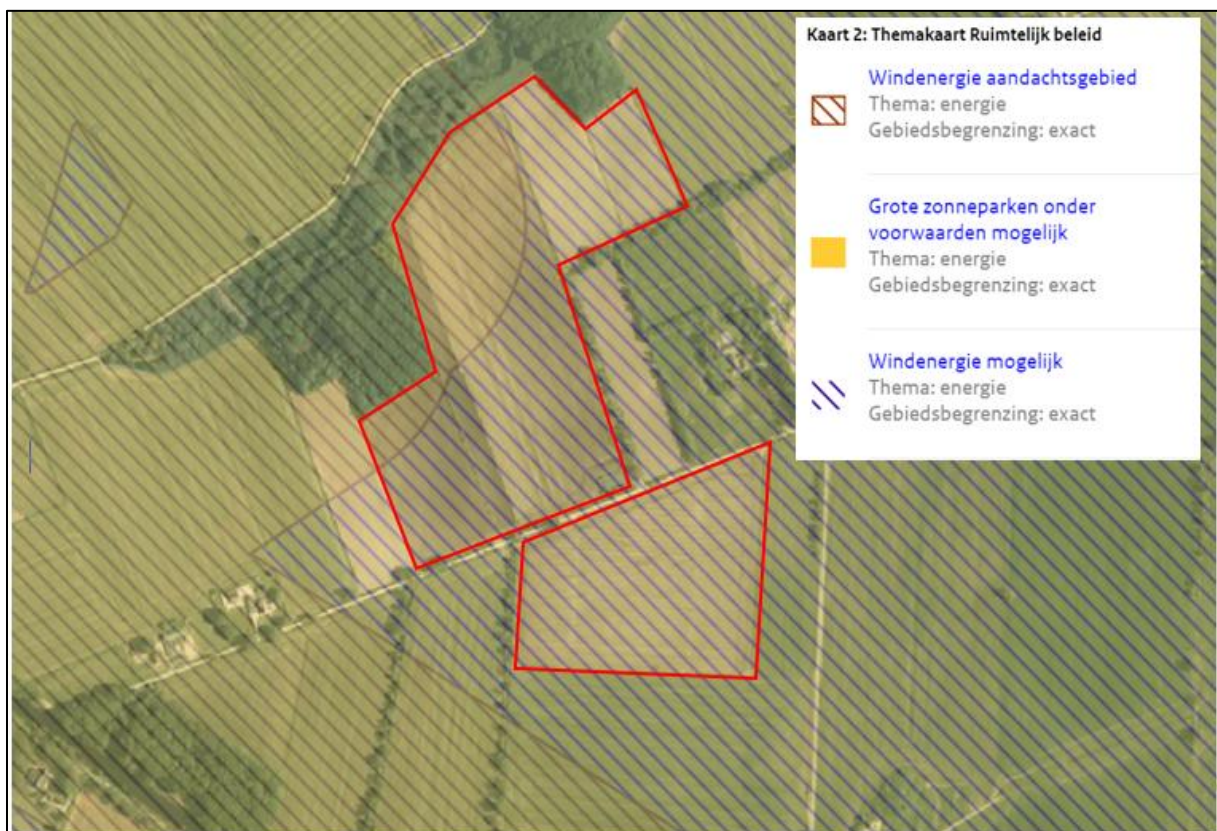 Kaart 2: Themakaart Ruimtelijk beleid
Windenergie aandachtsgebied
Thema: energie
Gebiedsbegrenzing: exact
Grote zonneparken onder
voorwaarden mogelijk
Thema: energie
Gebiedsbegrenzing: exact
Windenergie mogelijk
Thema: energie
Gebiedsbegrenzing: exact